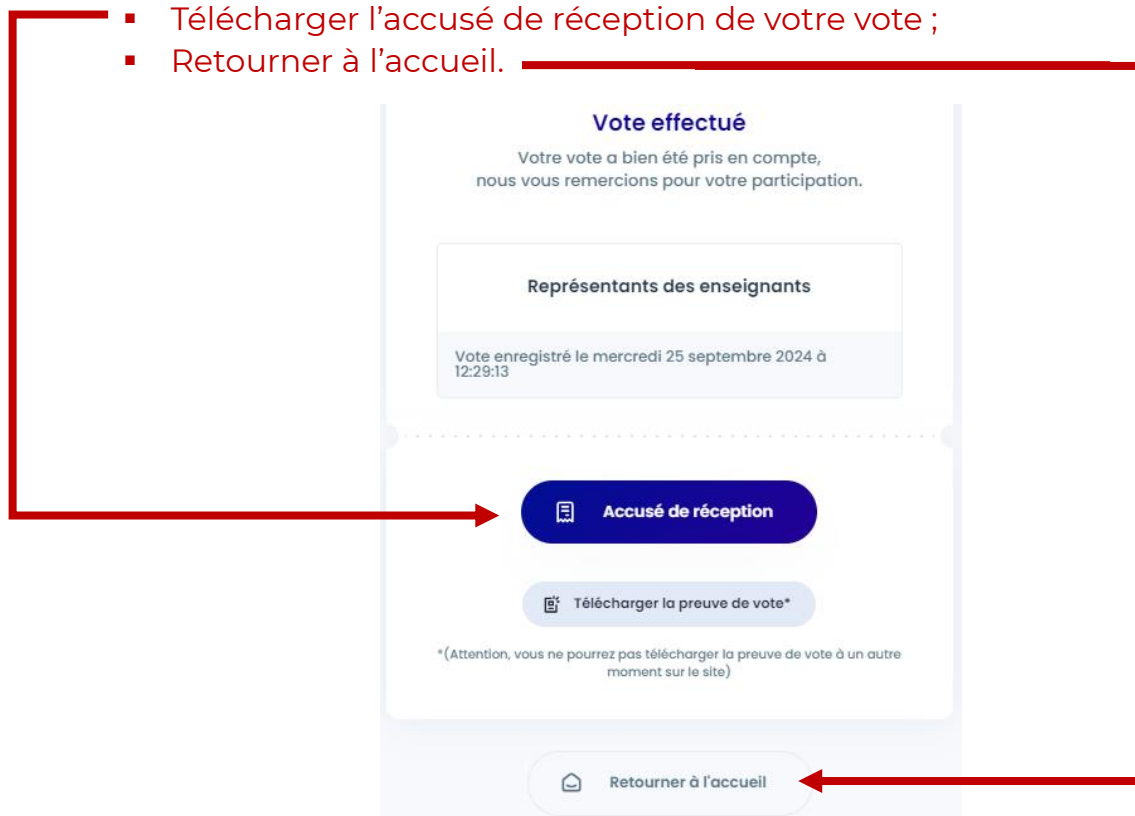 ▪ Télécharger l’accusé de réception de votre vote ;
▪ Retourner à l’accueil.
Vote effectué
Votre vote a bien été pris en compte,
nous vous remercions pour votre participation.
Représentants des enseignants
Vote enregistré le mercredi 25 septembre 2024 à
12:29:13
Accusé de réception
Télécharger la preuve de vote*
*(Attention, vous ne pourrez pas télécharger la preuve de vote à un autre
moment sur le site)
Retourner à l'accueil